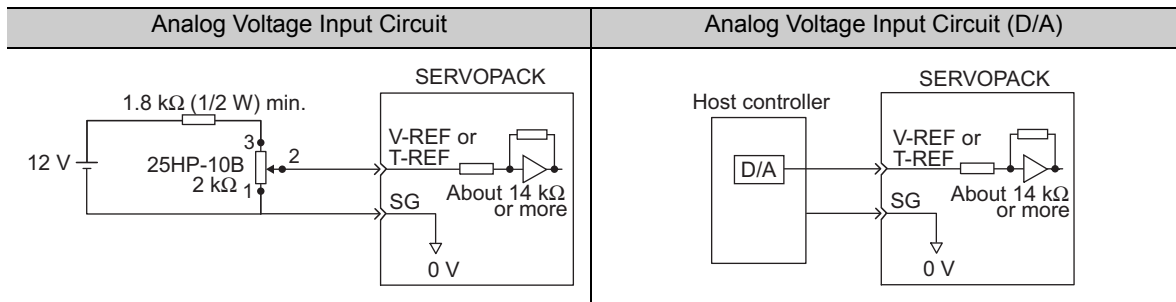 Analog Voltage Input Circuit
Analog Voltage Input Circuit (D/A)
SERVOPACK
1.8 kΩ (1/2 W) min.
3
12 V
25HP-10B
2 kΩ
2
1
V-REF or
T-REF
About 14 kΩ
or more
SG
0 V
SERVOPACK
Host controller
D/A
V-REF or
T-REF
About 14 kΩ
or more
SG
0 V